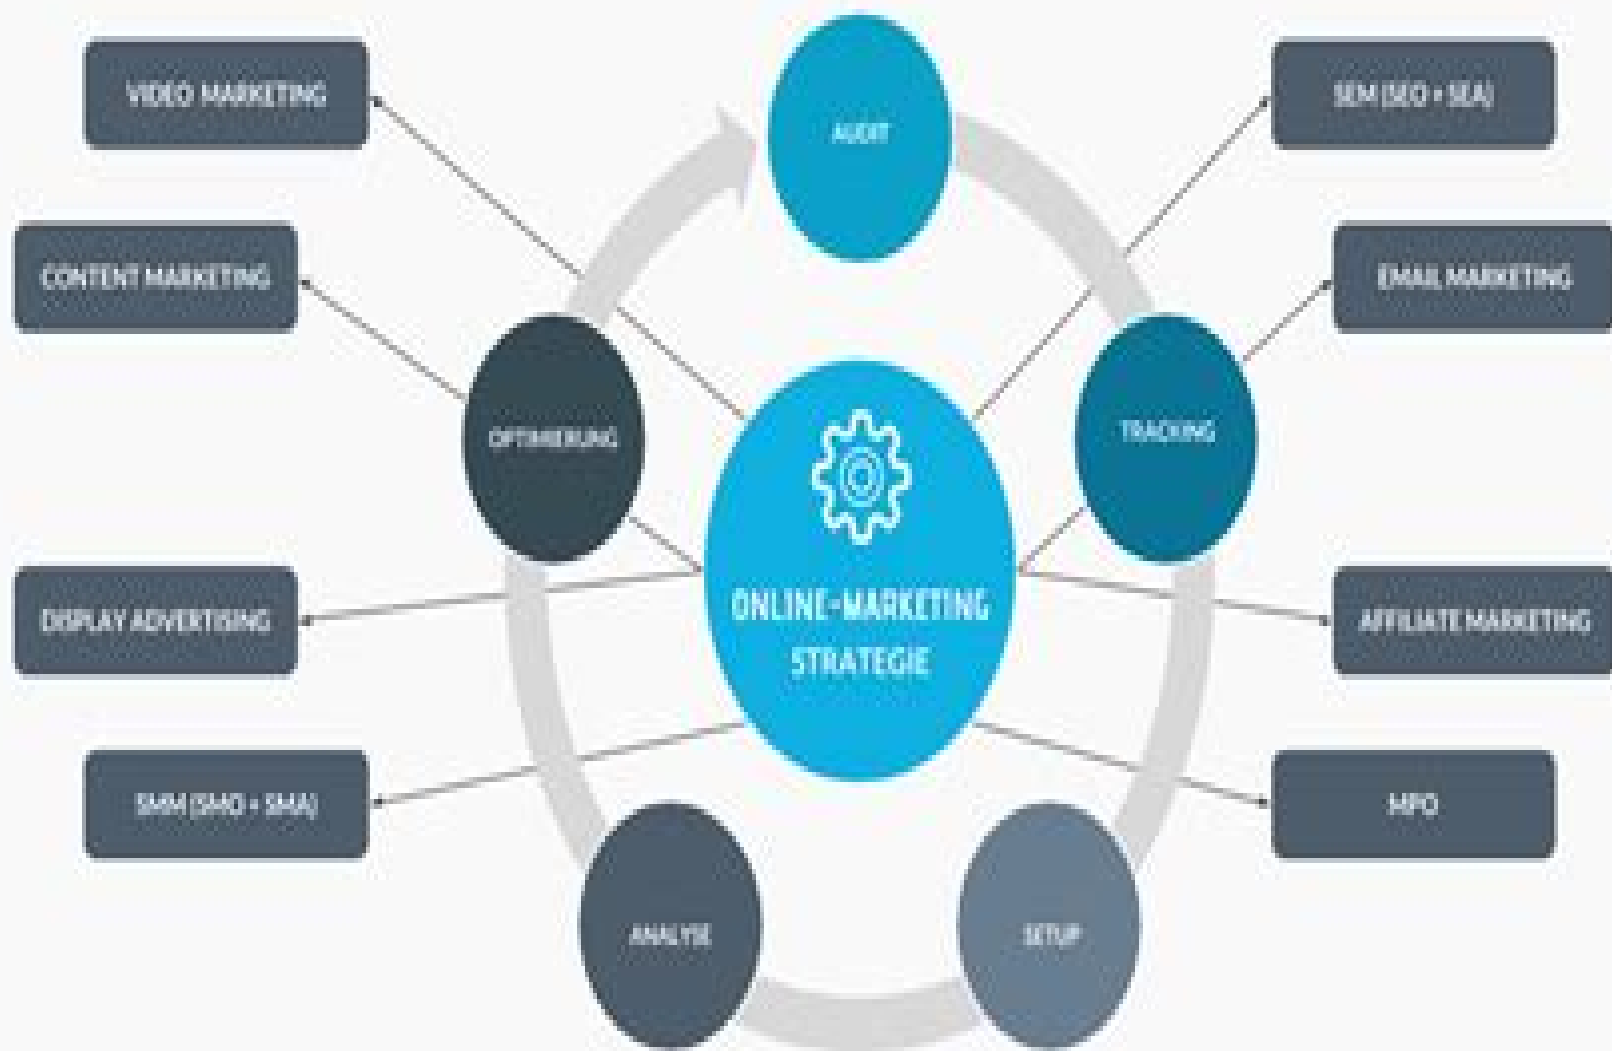 AUDIT
VIDEO MARKETING
SEM (SEO + SEA)
CONTENT MARKETING
EMAIL MARKETING
OPTIMIERUNG
TRACKING
ONLINE-MARKETING
STRATEGIE
DISPLAY ADVERTISING
AFFILIATE MARKETING
SMM (SMO + SMA)
MPO
ANALYSE
SETUP